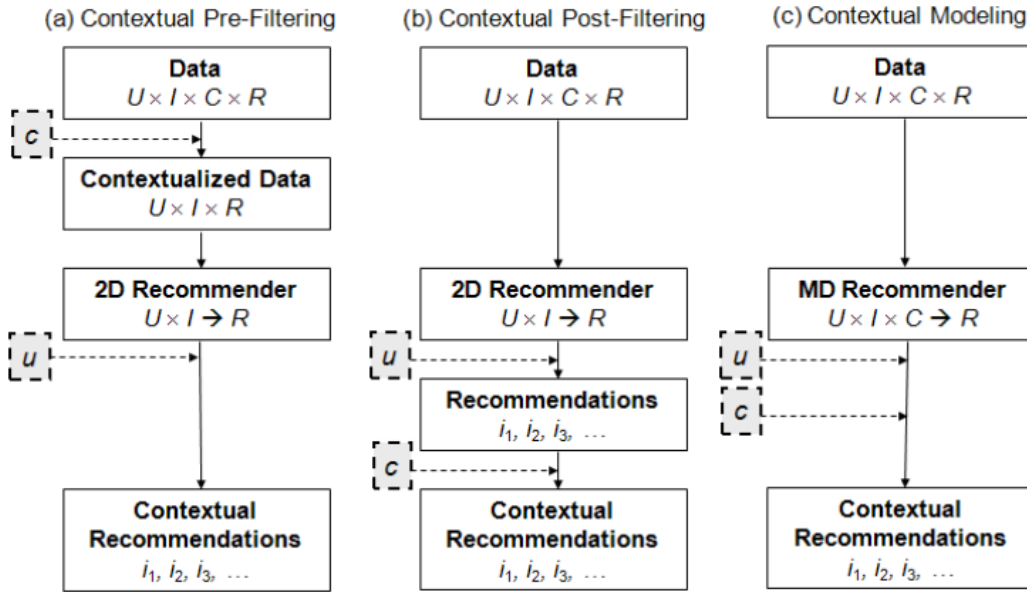 (a) Contextual Pre-Filtering
Data
U × I × C × R
c
Contextualized Data
U × I × R
2D Recommender
U × I → R
u
Contextual
Recommendations
i1, i2, i3, …
(b) Contextual Post-Filtering
Data
U × I × C × R
2D Recommender
U × I → R
u
Recommendations
i1, i2, i3, …
c
Contextual
Recommendations
i1, i2, i3, …
(c) Contextual Modeling
Data
U × I × C × R
MD Recommender
U × I × C → R
u
c
Contextual
Recommendations
i1, i2, i3, …